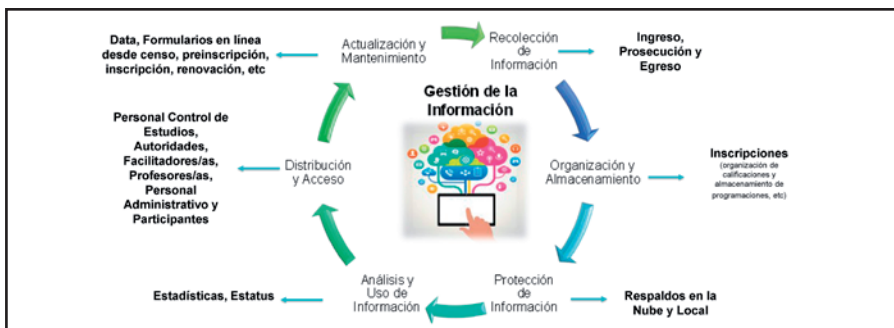 Gestión de la
Información
Recolección
de
Información
Ingreso,
Prosecución y
Egreso
Organización y
Almacenamiento
Inscripciones
(organización de
calificaciones y
almacenamiento de
programaciones, etc)
Protección
de
Información
Respaldos en la
Nube y Local
Análisis y
Uso de
Información
Estadísticas, Estatus
Distribución
y Acceso
Personal Control de
Estudios,
Autoridades,
Facilitadores/as,
Profesores/as,
Personal
Administrativo y
Participantes
Actualización y
Mantenimiento
Data, Formularios en línea
desde censo, preinscripción,
inscripción, renovación, etc